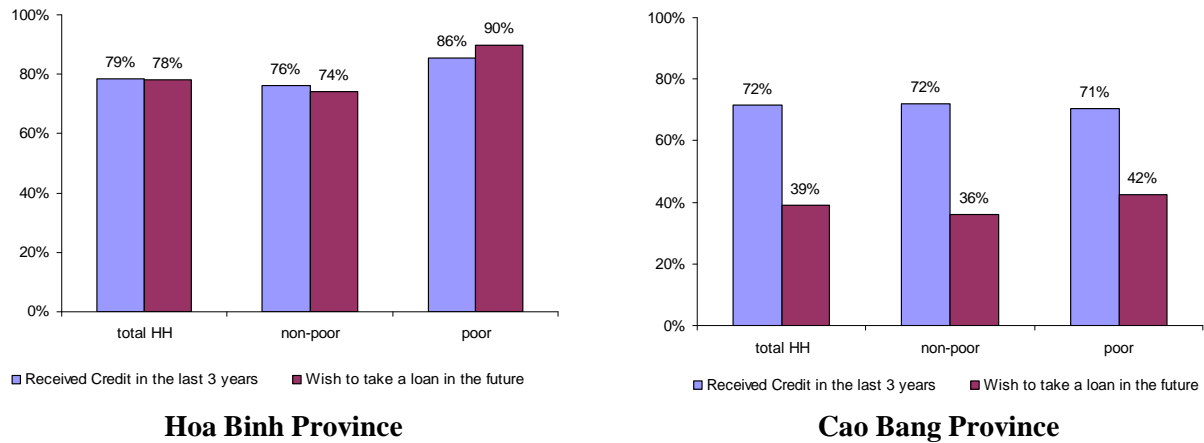 100%
80%
60%
40%
20%
0%
79%
78%
76%
74%
86%
90%
total HH
non-poor
poor
Received Credit in the last 3 years
Wish to take a loan in the future
Hoa Binh Province
100%
80%
60%
40%
20%
0%
72%
39%
72%
36%
71%
42%
total HH
non-poor
poor
Received Credit in the last 3 years
Wish to take a loan in the future
Cao Bang Province